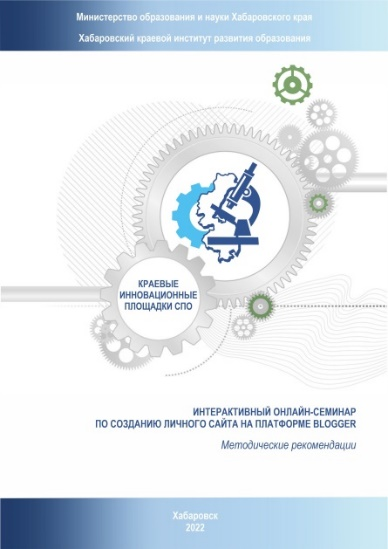 Министерство образования и науки Хабаровского края
Хабаровский краевой институт развития образования
КРАЕВЫЕ
ИННОВАЦИОННЫЕ
ПЛОЩАДКИ СПО
ИНТЕРАКТИВНЫЙ ОНЛАЙН-СЕМИНАР
ПО СОЗДАНИЮ ЛИЧНОГО САЙТА НА ПЛАТФОРМЕ BLOGGER
Методические рекомендации
Хабаровск
2022